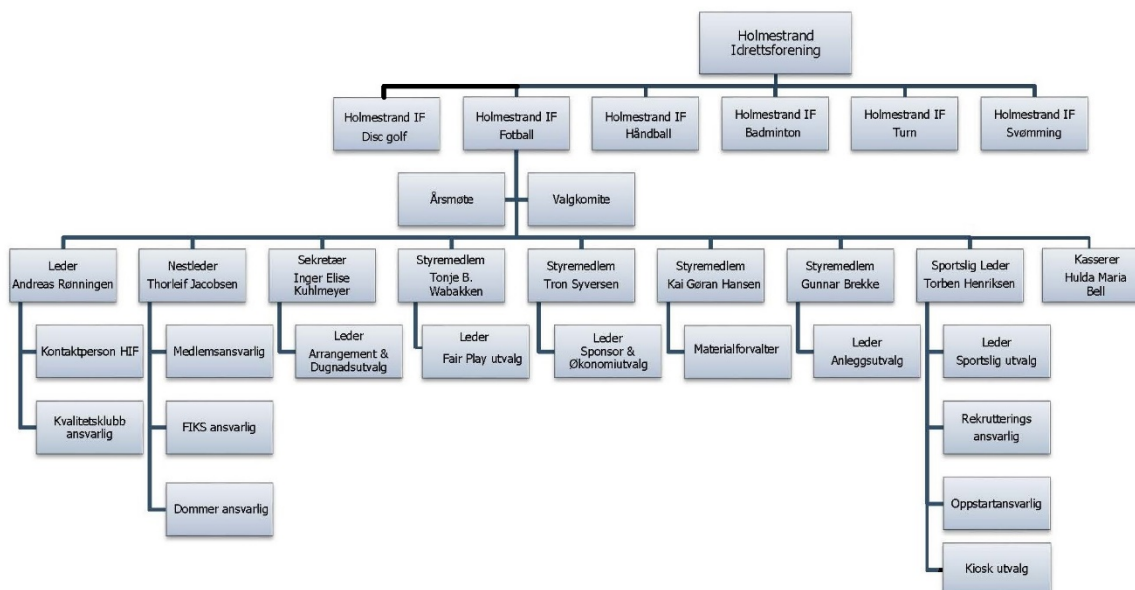 Holmestrand
Idrettsforening
Holmestrand IF
Disc golf
Holmestrand IF
Fotball
Holmestrand IF
Håndball
Holmestrand IF
Badminton
Holmestrand IF
Turn
Holmestrand IF
Svømming
Årsmøte
Valgkomite
Leder
Andreas Rønningen
Nestleder
Thorleif Jacobsen
Sekretær
Inger Elise
Kuhlmeyer
Styremedlem
Tonje B.
Wabakken
Styremedlem
Tron Syversen
Styremedlem
Kai Gøran Hansen
Styremedlem
Gunnar Brekke
Sportslig Leder
Torben Henriksen
Kasserer
Hulda Maria
Bell
Kontaktperson HIF
Medlemsansvarlig
Leder
Arrangement &
Dugnadsutvalg
Leder
Fair Play utvalg
Leder
Sponsor &
Økonomiutvalg
Materialforvalter
Leder
Anleggsutvalg
Leder
Sportslig utvalg
Kvalitetsklubb
ansvarlig
FIKS ansvarlig
Rekrutterings
ansvarlig
Dommer ansvarlig
Oppstartansvarlig
Kiosk utvalg